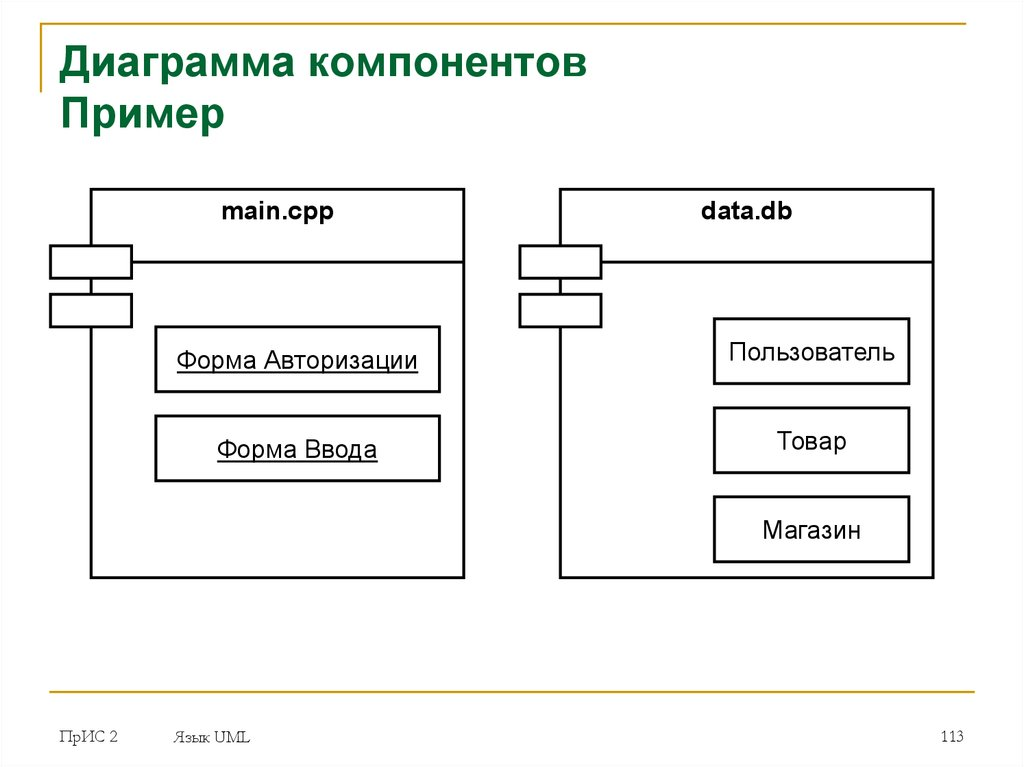 Диаграмма компонентов
Пример
main.cpp
Форма Авторизации
Форма Ввода
data.db
Пользователь
Товар
Магазин
ПрИС 2 Язык UML 113